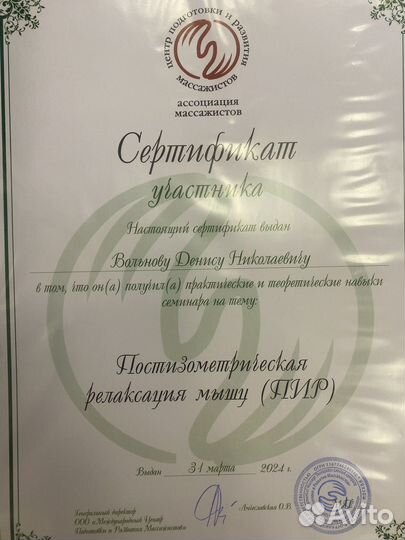 центр подготовки и развития
массажистов
ассоциация
массажистов
Сертификат
участника
Настоящий сертификат выдан
Вольнову Денису Николаевичу
в том, что он(а) получил(а) практические и теоретические навыки
семинара на тему:
Постизометрическая
релаксация мышц (ПИР)
Выдан 31 марта 2024 г.
Генеральный директор
ООО «Международный Центр
Подготовки и Развития Массажистов»
Avito